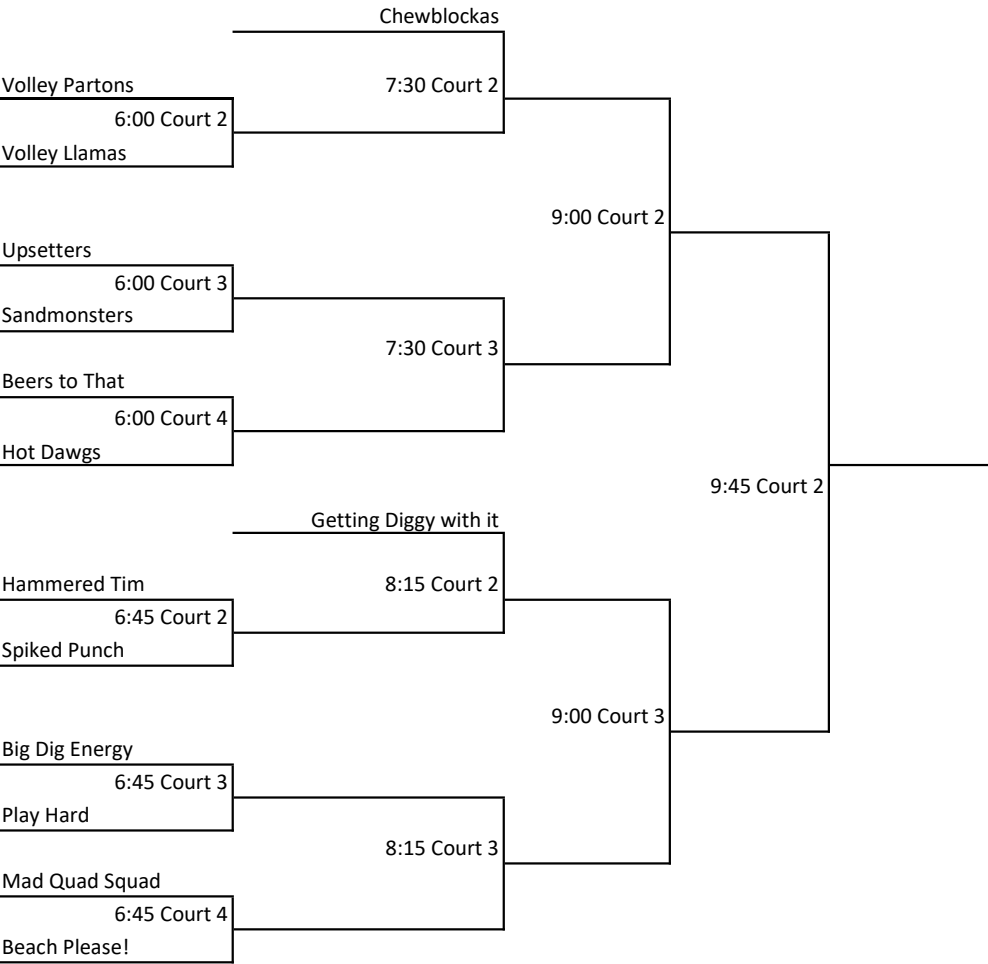 Chewblockas
Volley Partons
7:30 Court 2
6:00 Court 2
Volley Llamas
9:00 Court 2
Upsetters
6:00 Court 3
Sandmonsters
7:30 Court 3
Beers to That
6:00 Court 4
Hot Dawgs
9:45 Court 2
Getting Diggy with it
Hammered Tim
8:15 Court 2
6:45 Court 2
Spiked Punch
9:00 Court 3
Big Dig Energy
6:45 Court 3
Play Hard
8:15 Court 3
Mad Quad Squad
6:45 Court 4
Beach Please!